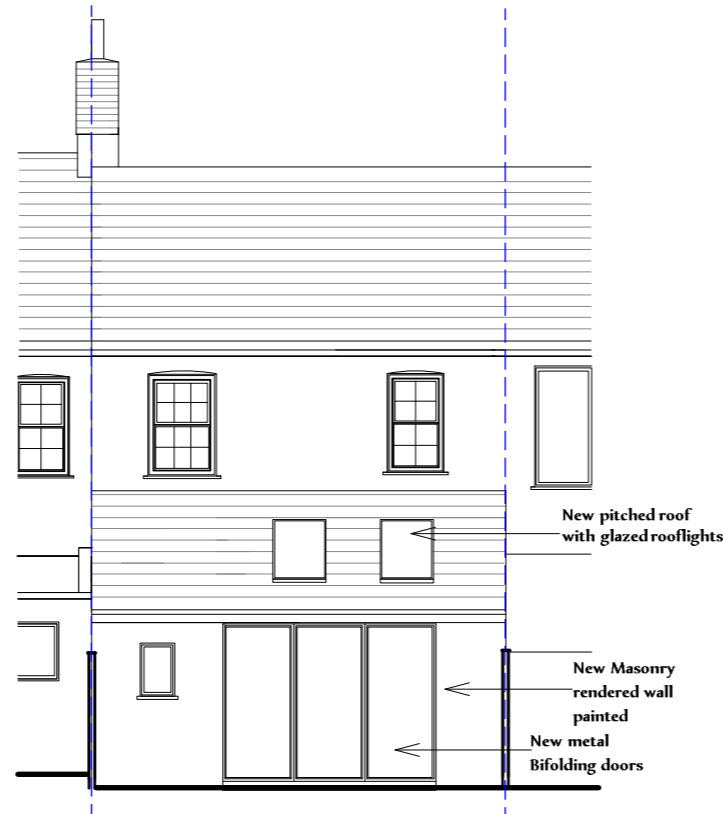 New pitched roof
with glazed rooflights
New Masonry
rendered wall
painted
New metal
Bifolding doors